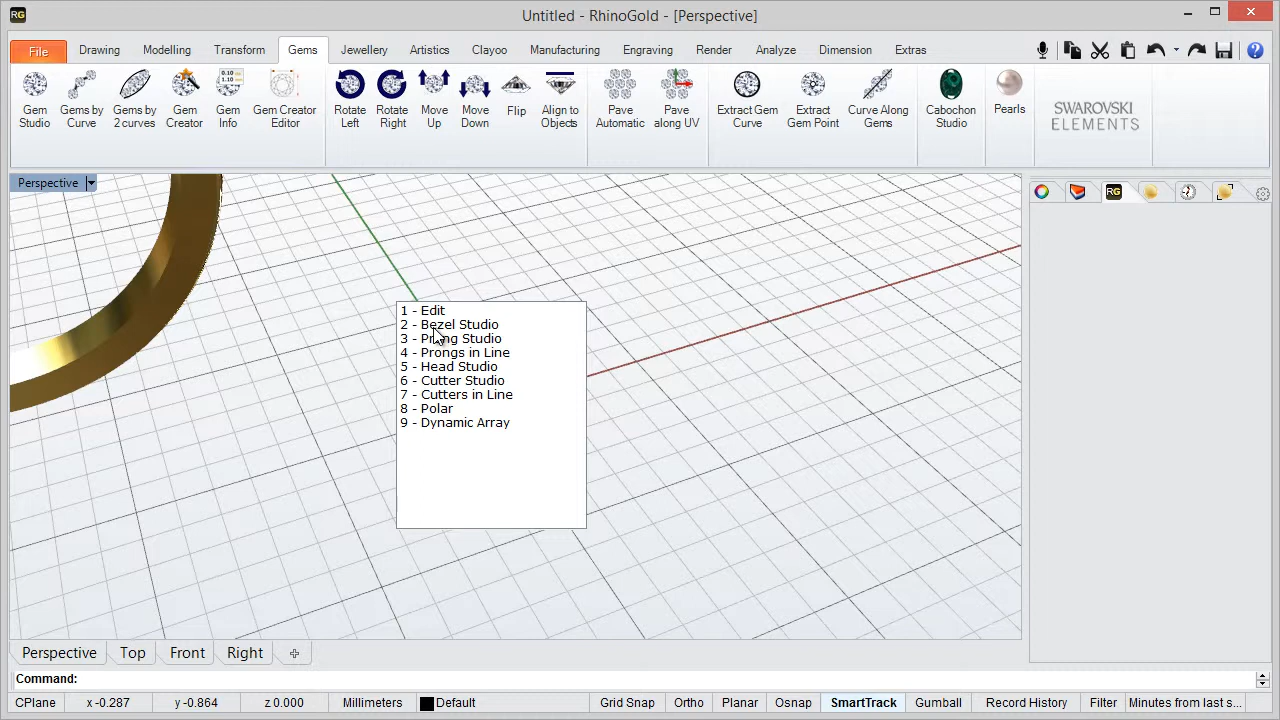 RG
Untitled - RhinoGold - [Perspective]
File
Drawing
Modelling
Transform
Gems
Jewellery
Artistics
Clayoo
Manufacturing
Engraving
Render
Analyze
Dimension
Extras
Gem
Studio
Gems by
Curve
Gems by
2 curves
Gem
Creator
0.10
1.10
Gem
Info
Gem Creator
Editor
Rotate
Left
Rotate
Right
Move
Up
Move
Down
Flip
Align to
Objects
Pave
Automatic
Pave
along UV
Extract Gem
Curve
Extract
Gem Point
Curve Along
Gems
Cabochon
Studio
Pearls
SWAROVSKI
ELEMENTS
Perspective
RG
1 - Edit
2 - Bezel Studio
3 - Prong Studio
4 - Prongs in Line
5 - Head Studio
6 - Cutter Studio
7 - Cutters in Line
8 - Polar
9 - Dynamic Array
Perspective
Top
Front
Right
Command:
CPlane
x -0.287
y -0.864
z 0.000
Millimeters
Default
Grid Snap
Ortho
Planar
Osnap
SmartTrack
Gumball
Record History
Filter
Minutes from last s...